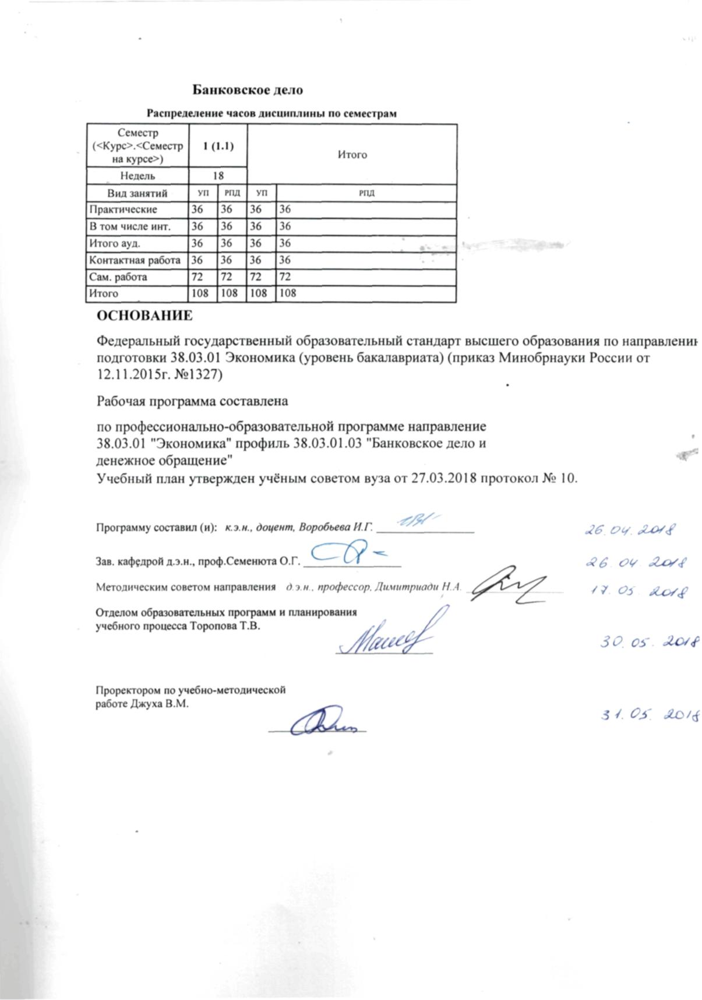 Банковское дело
Распределение часов дисциплины по семестрам
Семестр
(<Курс>.<Семестр
на курсе>)
1 (1.1)
Итого
Недель 18
Вид занятий УП РПД УП РПД
Практические 36 36 36 36
В том числе инт. 36 36 36 36
Итого ауд. 36 36 36 36
Контактная работа 36 36 36 36
Сам. работа 72 72 72 72
Итого 108 108 108 108
ОСНОВАНИЕ
Федеральный государственный образовательный стандарт высшего образования по
подготовки 38.03.01 Экономика (уровень бакалавриата) (приказ Минобрнауки России от
12.11.2015г. №1327)
Рабочая программа составлена
по профессионально-образовательной программе направление
38.03.01 "Экономика" профиль 38.03.01.03 "Банковское дело и
денежное обращение"
Учебный план утвержден учёным советом вуза от 27.03.2018 протокол № 10.
Программу составил (и): к.э.н., доцент, Воробьева И.Г. 26.04.2018
Зав. кафедрой д.э.н., проф.Семенюта О.Г. 26.04.2018
Методическим советом направления д.э.н., профессор, Димитриади Н.А. 17.05.2018
Отделом образовательных программ и планирования
учебного процесса Торопова Т.В.
30.05.2018
Проректором по учебно-методической
работе Джуха В.М.
31.05.2018